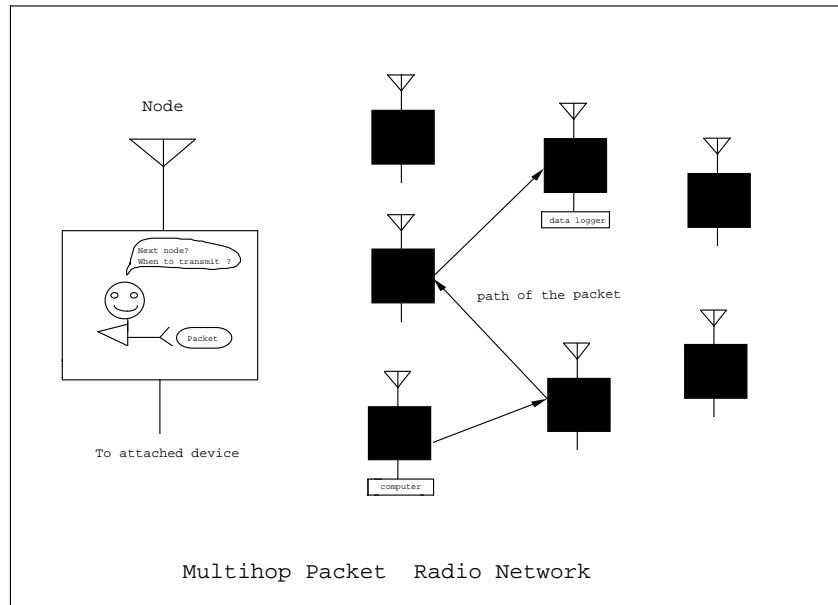 Node
Next node?
When to transmit ?
Packet
To attached device
data logger
path of the packet
computer
Multihop Packet Radio Network